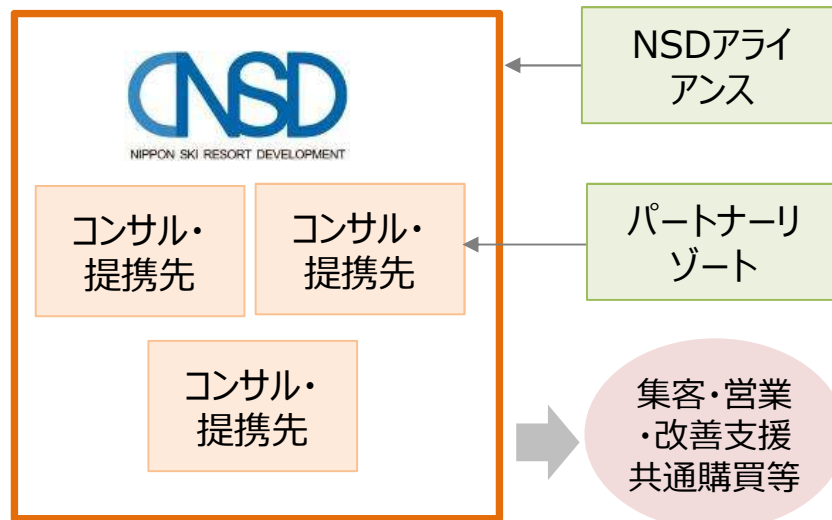 NSDアライ
アンス
NSD
NIPPON SKI RESORT DEVELOPMENT
コンサル・
提携先
コンサル・
提携先
パートナーリ
ゾート
コンサル・
提携先
集客・営業
・改善支援
共通購買等